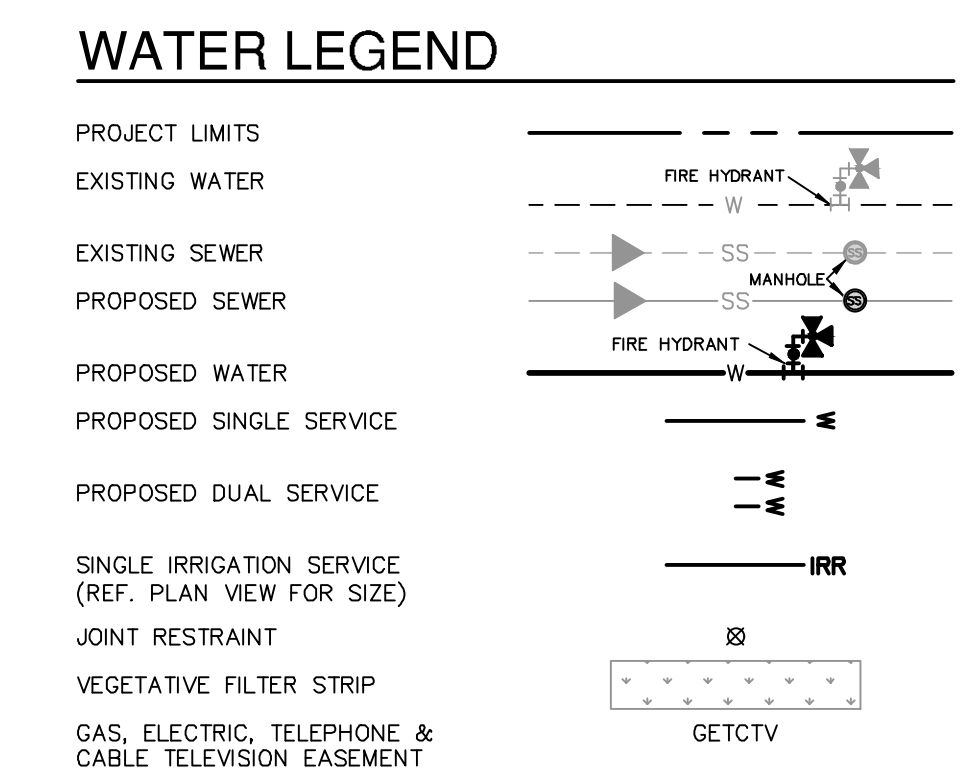 WATER LEGEND
PROJECT LIMITS
EXISTING WATER
FIRE HYDRANT
W
EXISTING SEWER
SS
SS
MANHOLE
PROPOSED SEWER
SS
SS
FIRE HYDRANT
PROPOSED WATER
W
PROPOSED SINGLE SERVICE
PROPOSED DUAL SERVICE
SINGLE IRRIGATION SERVICE
(REF. PLAN VIEW FOR SIZE)
IRR
JOINT RESTRAINT
VEGETATIVE FILTER STRIP
GAS, ELECTRIC, TELEPHONE &
CABLE TELEVISION EASEMENT
GETCTV